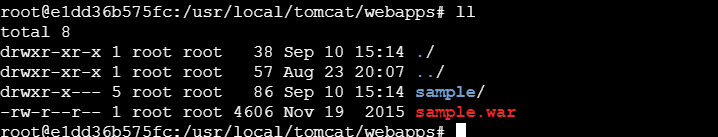 root@e1dd36b575fc:/usr/local/tomcat/webapps# ll
total 8
drwxr-xr-x 1 root root   38 Sep 10 15:14 ./
drwxr-xr-x 1 root root   57 Aug 23 20:07 ../
drwxr-x--- 5 root root   86 Sep 10 15:14 sample/
-rw-r--r-- 1 root root 4606 Nov 19  2015 sample.war
root@e1dd36b575fc:/usr/local/tomcat/webapps#